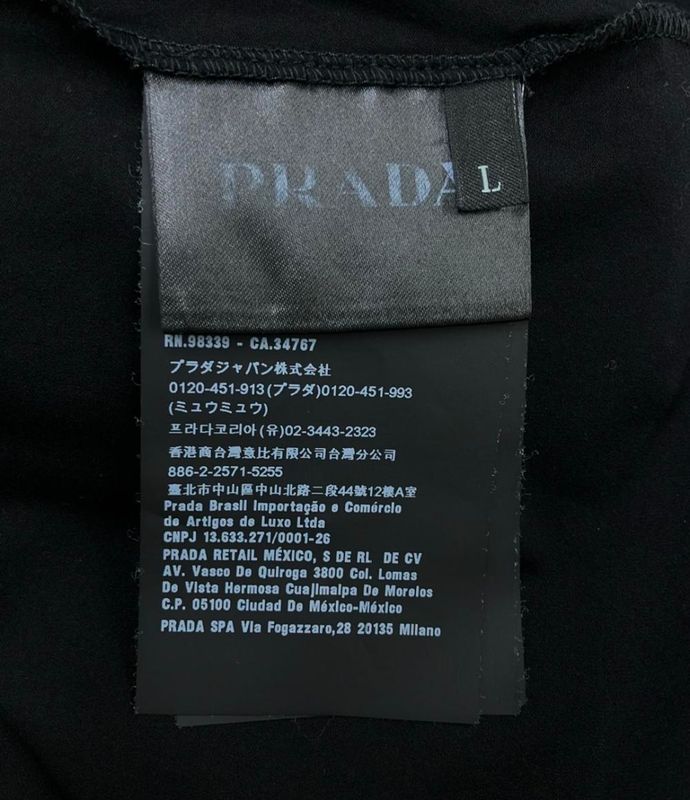 PRADA
L
RN.98339 - CA.34767
プラダジャパン株式会社
0120-451-913(プラダ)0120-451-993
(ミュウミュウ)
프라다코리아(유)02-3443-2323
香港商台灣意比有限公司台灣分公司
886-2-2571-5255
臺北市中山區中山北路二段44號12樓A室
Prada Brasil Importação e Comércio
de Artigos de Luxo Ltda
CNPJ 13.633.271/0001-26
PRADA RETAIL MÉXICO, S DE RL DE CV
AV. Vasco De Quiroga 3800 Col. Lomas
De Vista Hermosa Cuajimalpa De Morelos
C.P. 05100 Ciudad De México-México
PRADA SPA Via Fogazzaro,28 20135 Milano